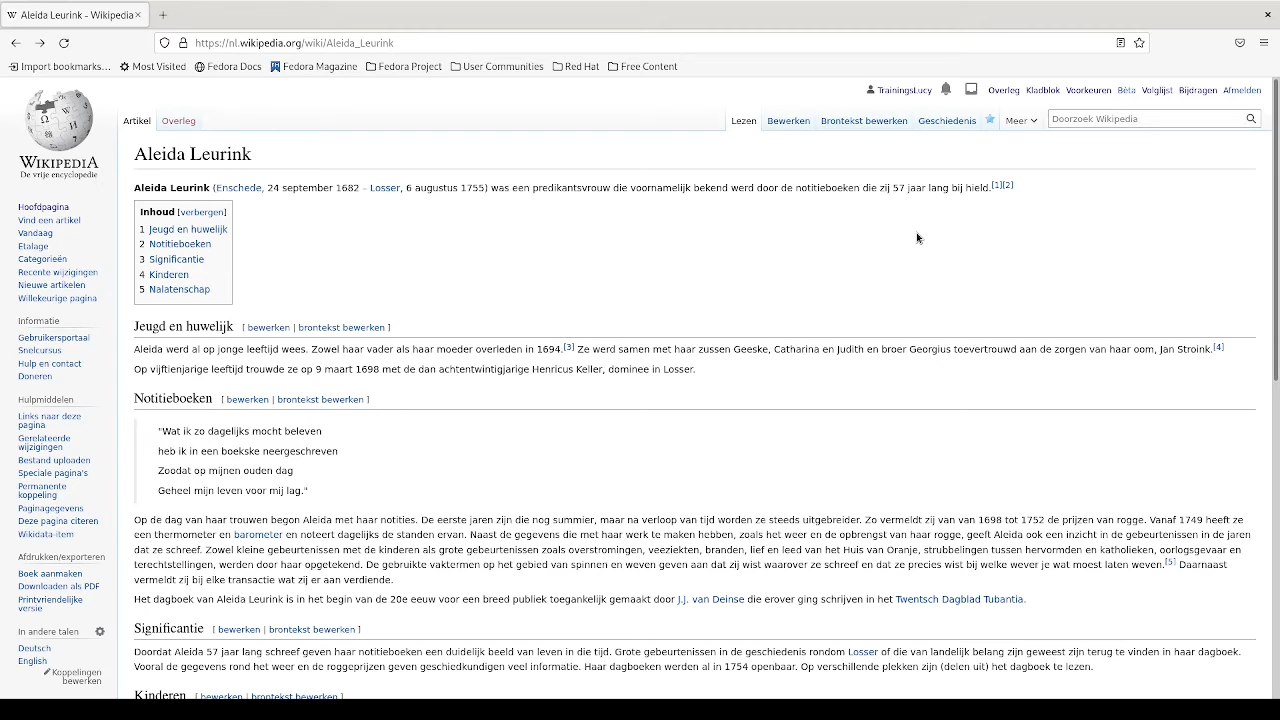 Aleida Leurink - Wikipedia
https://nl.wikipedia.org/wiki/Aleida_Leurink
Import bookmarks... Most Visited Fedora Docs Fedora Magazine Fedora Project User Communities Red Hat Free Content
TrainingsLucy Overleg Kladblok Voorkeuren Bèta Volglijst Bijdragen Afmelden
Artikel Overleg Lezen Bewerken Brontekst bewerken Geschiedenis Meer Doorzoek Wikipedia
WIKIPEDIA
De vrije encyclopedie
Hoofdpagina
Vind een artikel
Vandaag
Etalage
Categorieën
Recente wijzigingen
Nieuwe artikelen
Willekeurige pagina
Informatie
Gebruikersportaal
Snelcursus
Hulp en contact
Doneren
Hulpmiddelen
Links naar deze
pagina
Gerelateerde
wijzigingen
Bestand uploaden
Speciale pagina's
Permanente
koppeling
Paginagegevens
Deze pagina citeren
Wikidata-item
Afdrukken/exporteren
Boek aanmaken
Downloaden als PDF
Printvriendelijke
versie
In andere talen
Deutsch
English
Koppelingen
bewerken
Aleida Leurink
Aleida Leurink (Enschede, 24 september 1682 – Losser, 6 augustus 1755) was een predikantsvrouw die voornamelijk bekend werd door de notitieboeken die zij 57 jaar lang bij hield.[1][2]
Inhoud [verbergen]
1 Jeugd en huwelijk
2 Notitieboeken
3 Significantie
4 Kinderen
5 Nalatenschap
Jeugd en huwelijk [ bewerken | brontekst bewerken ]
Aleida werd al op jonge leeftijd wees. Zowel haar vader als haar moeder overleden in 1694.[3] Ze werd samen met haar zussen Geeske, Catharina en Judith en broer Georgius toevertrouwd aan de zorgen van haar oom, Jan Stroink.[4]
Op vijftienjarige leeftijd trouwde ze op 9 maart 1698 met de dan achtentwintigjarige Henricus Keller, dominee in Losser.
Notitieboeken [ bewerken | brontekst bewerken ]
"Wat ik zo dagelijks mocht beleven
heb ik in een boekske neergeschreven
Zoodat op mijnen ouden dag
Geheel mijn leven voor mij lag."
Op de dag van haar trouwen begon Aleida met haar notities. De eerste jaren zijn die nog summier, maar na verloop van tijd worden ze steeds uitgebreider. Zo vermeldt zij van van 1698 tot 1752 de prijzen van rogge. Vanaf 1749 heeft ze
een thermometer en barometer en noteert dagelijks de standen ervan. Naast de gegevens die met haar werk te maken hebben, zoals het weer en de opbrengst van haar rogge, geeft Aleida ook een inzicht in de gebeurtenissen in de jaren
dat ze schreef. Zowel kleine gebeurtenissen met de kinderen als grote gebeurtenissen zoals overstromingen, veeziekten, branden, lief en leed van het Huis van Oranje, strubbelingen tussen hervormden en katholieken, oorlogsgevaar en
terechtstellingen, werden door haar opgetekend. De gebruikte vaktermen op het gebied van spinnen en weven geven aan dat zij wist waarover ze schreef en dat ze precies wist bij welke wever je wat moest laten weven.[5] Daarnaast
vermeldt zij bij elke transactie wat zij er aan verdiende.
Het dagboek van Aleida Leurink is in het begin van de 20e eeuw voor een breed publiek toegankelijk gemaakt door J.J. van Deinse die erover ging schrijven in het Twentsch Dagblad Tubantia.
Significantie [ bewerken | brontekst bewerken ]
Doordat Aleida 57 jaar lang schreef geven haar notitieboeken een duidelijk beeld van leven in die tijd. Grote gebeurtenissen in de geschiedenis rondom Losser of die van landelijk belang zijn geweest zijn terug te vinden in haar dagboek.
Vooral de gegevens rond het weer en de roggeprijzen geven geschiedkundigen veel informatie. Haar dagboeken werden al in 1754 openbaar. Op verschillende plekken zijn (delen uit) het dagboek te lezen.
Kinderen [ bewerken | brontekst bewerken ]